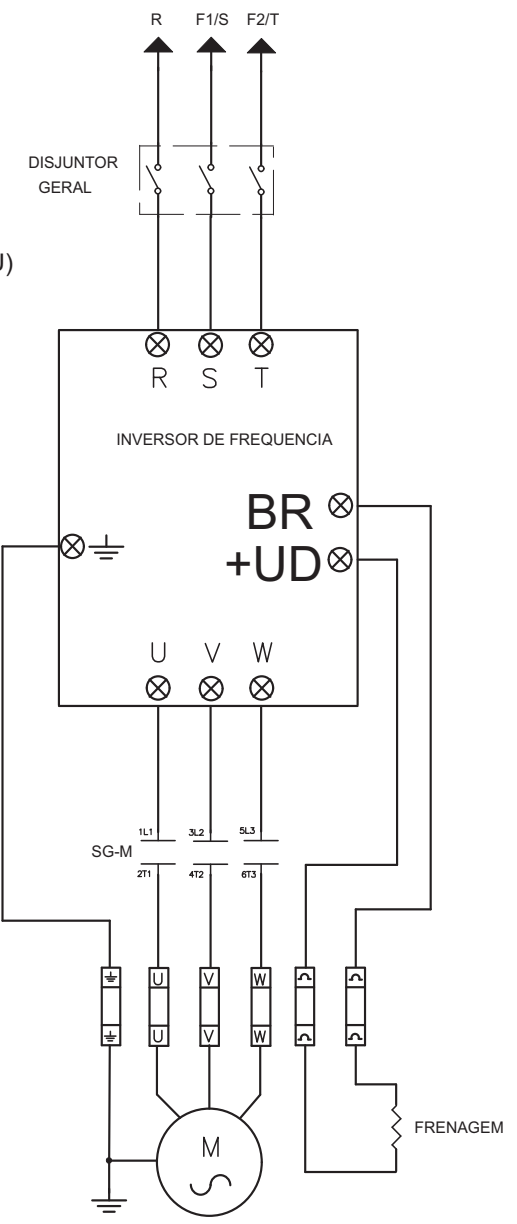 R F1/S F2/T
DISJUNTOR
GERAL
J)
R S T
INVERSOR DE FREQUENCIA
BR
+UD
U V W
1L1 3L2 5L3
SG-M
2T1 4T2 6T3
U V W
U V W
M
FRENAGEM